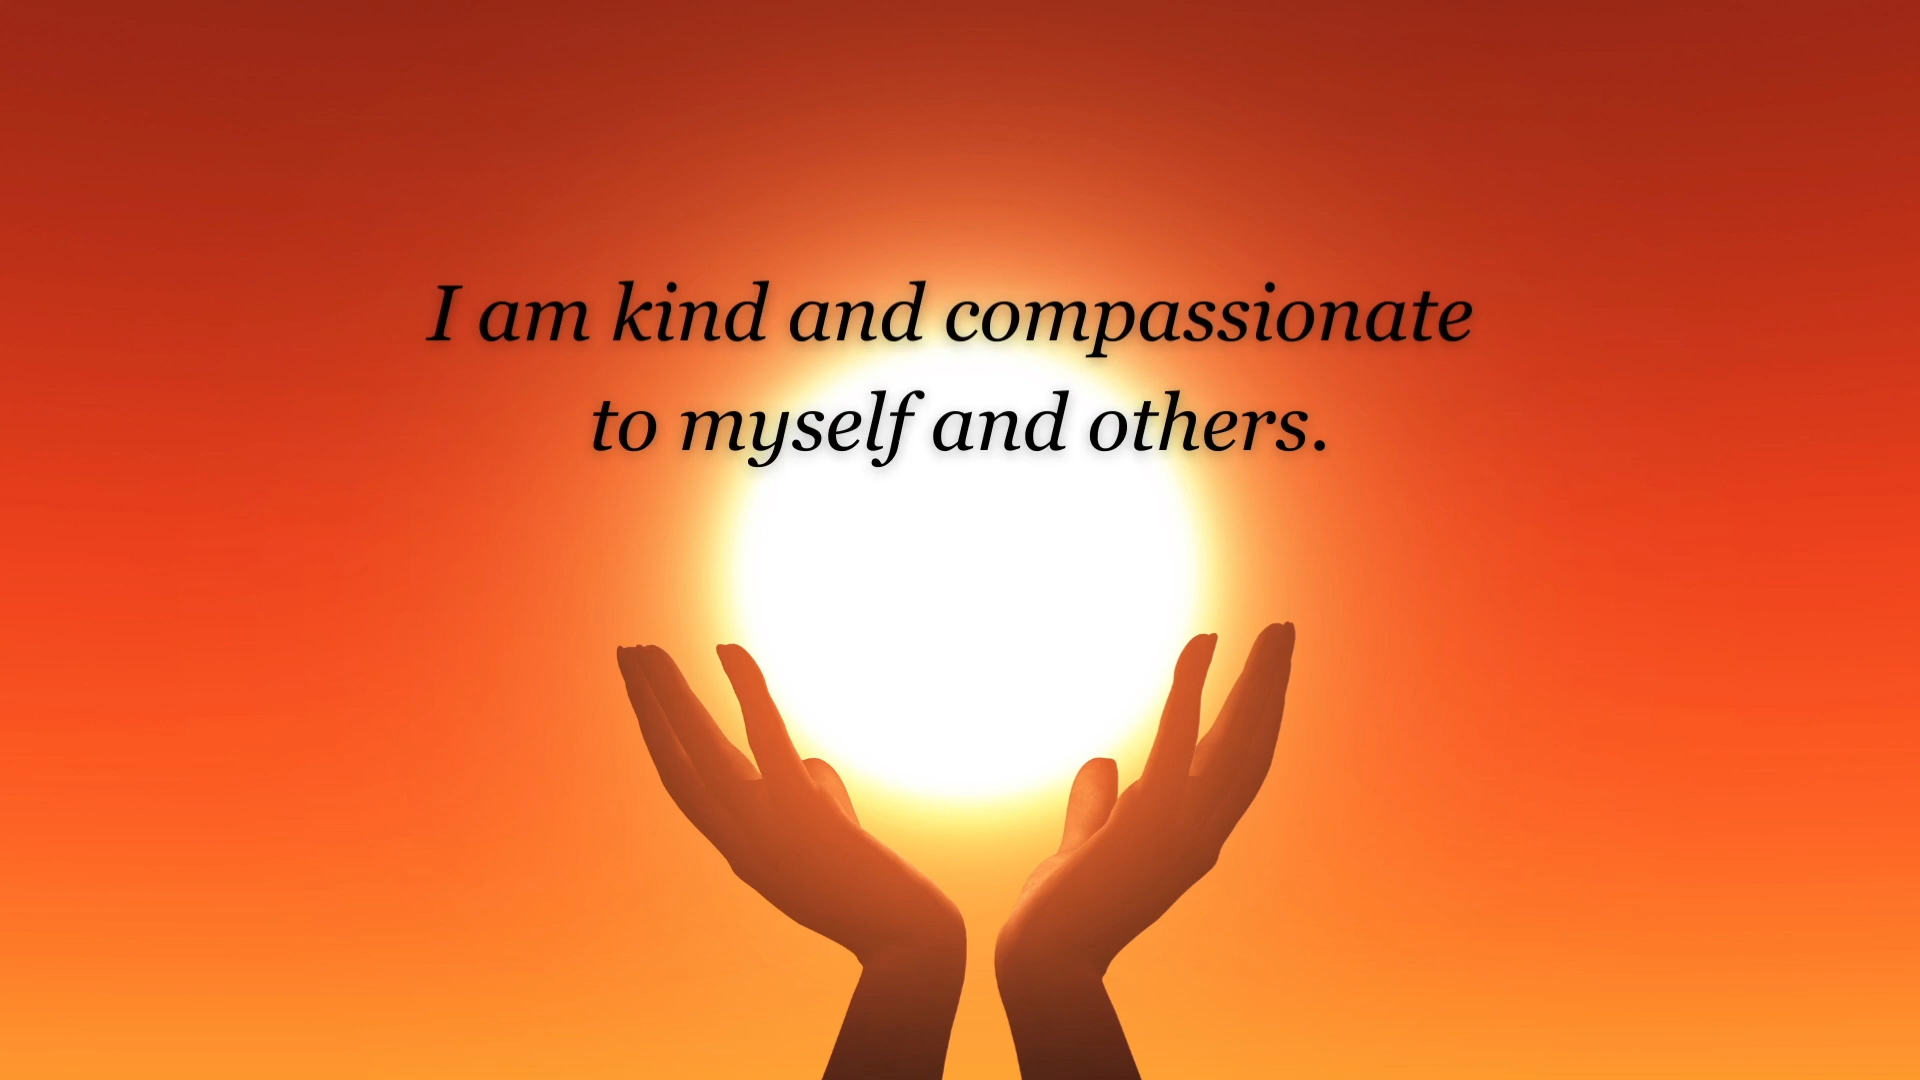 I am kind and compassionate
to myself and others.